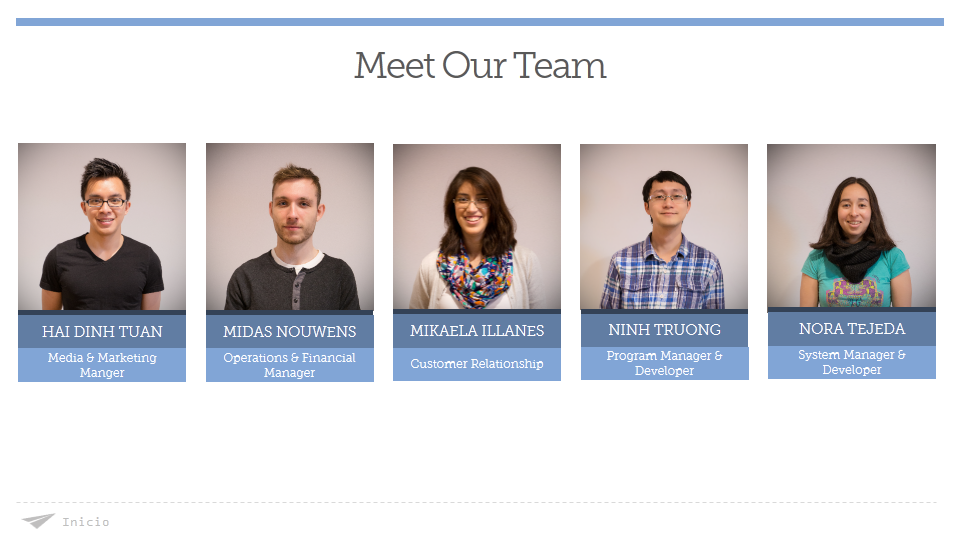 Meet Our Team
HAI DINH TUAN
Media & Marketing
Manger
MIDAS NOUWENS
Operations & Financial
Manager
MIKAELA ILLANES
Customer Relationship
NINH TRUONG
Program Manager &
Developer
NORA TEJEDA
System Manager &
Developer
Inicio